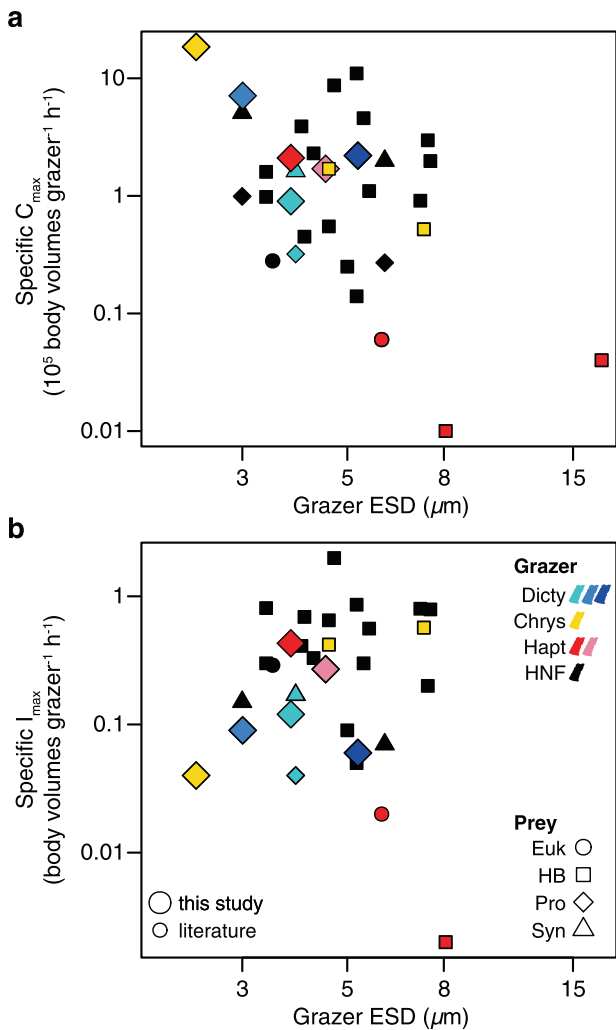 a
Specific Cmax
(10⁵ body volumes grazer⁻¹ h⁻¹)
10
1
0.1
0.01
3
5
8
15
Grazer ESD (µm)
b
Specific Imax
(body volumes grazer⁻¹ h⁻¹)
1
0.1
0.01
Grazer
Dicty
Chrys
Hapt
HNF
Prey
Euk
HB
Pro
Syn
this study
literature
3
5
8
15
Grazer ESD (µm)